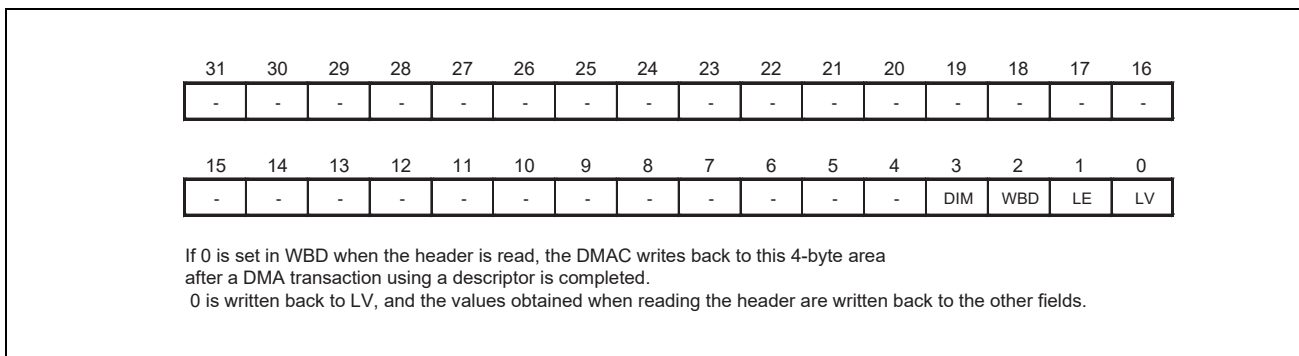 31 30 29 28 27 26 25 24 23 22 21 20 19 18 17 16
- - - - - - - - - - - - - - - -
15 14 13 12 11 10 9 8 7 6 5 4 3 2 1 0
- - - - - - - - - - - - DIM WBD LE LV
If 0 is set in WBD when the header is read, the DMAC writes back to this 4-byte area
after a DMA transaction using a descriptor is completed.
0 is written back to LV, and the values obtained when reading the header are written back to the other fields.